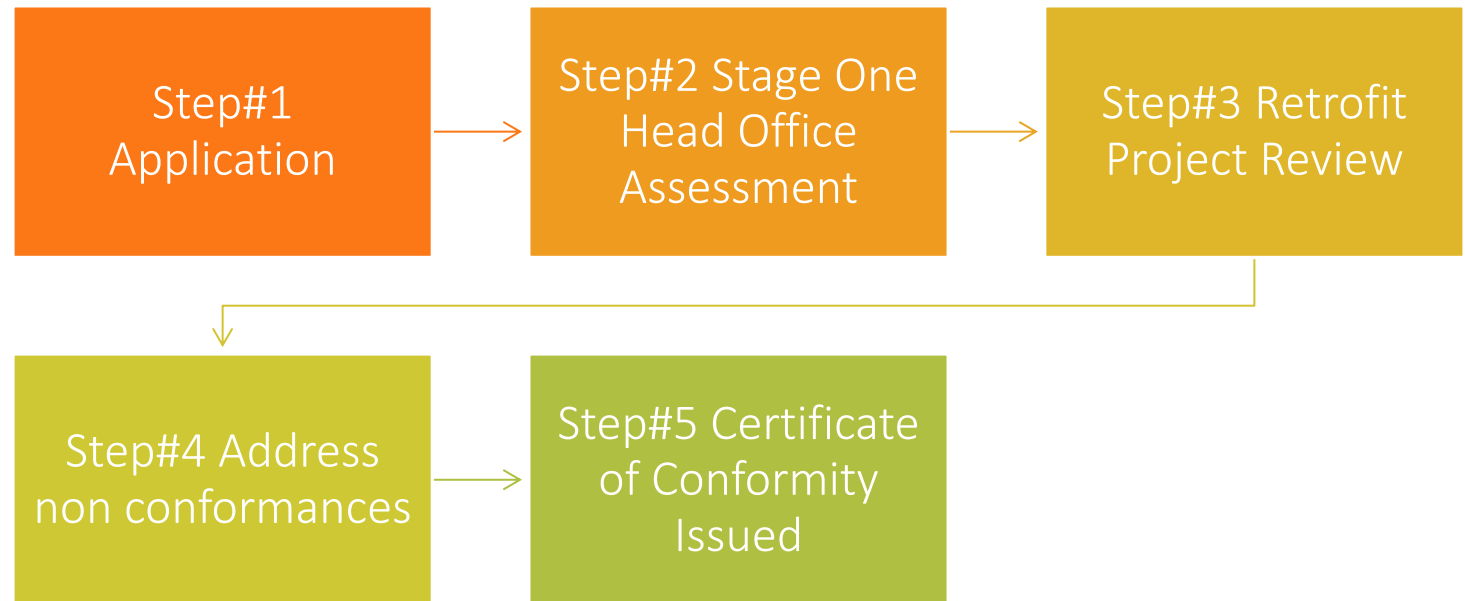 Step#1
Application
Step#2 Stage One
Head Office
Assessment
Step#3 Retrofit
Project Review
Step#4 Address
non conformances
Step#5 Certificate
of Conformity
Issued